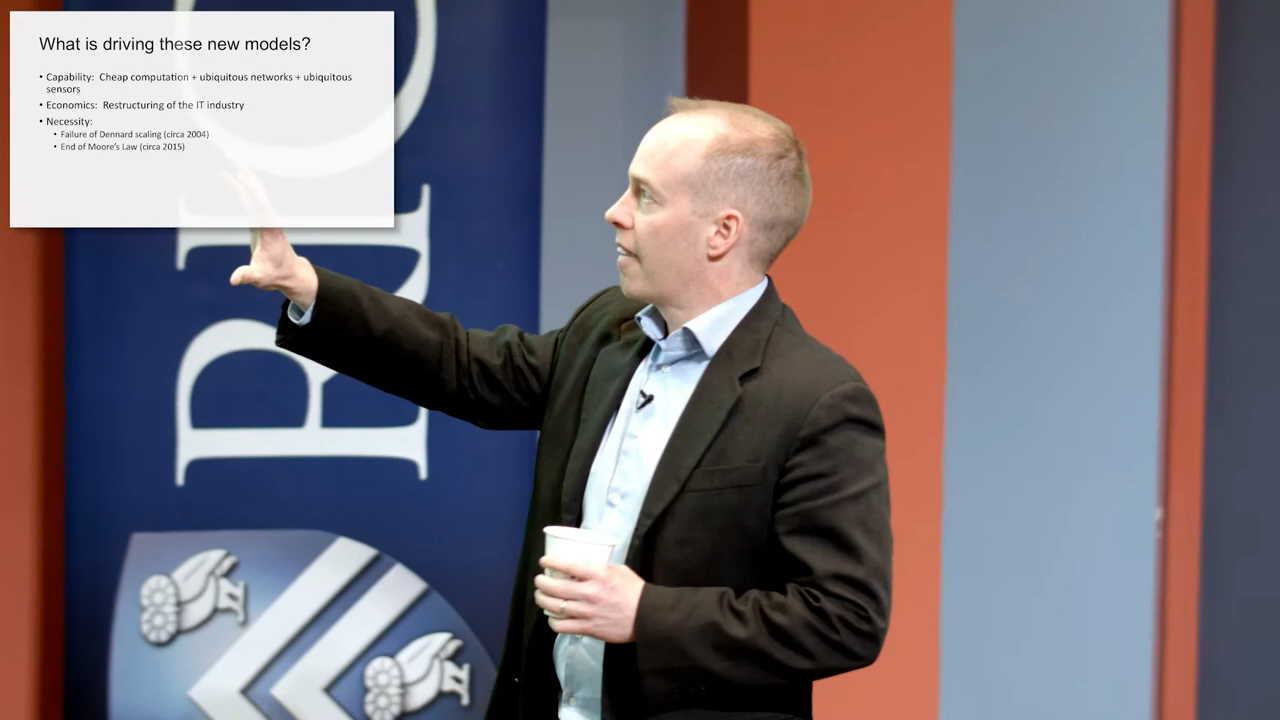 What is driving these new models?
• Capability: Cheap computation + ubiquitous networks + ubiquitous
sensors
• Economics: Restructuring of the IT industry
• Necessity:
• Failure of Dennard scaling (circa 2004)
• End of Moore's Law (circa 2015)
RIC